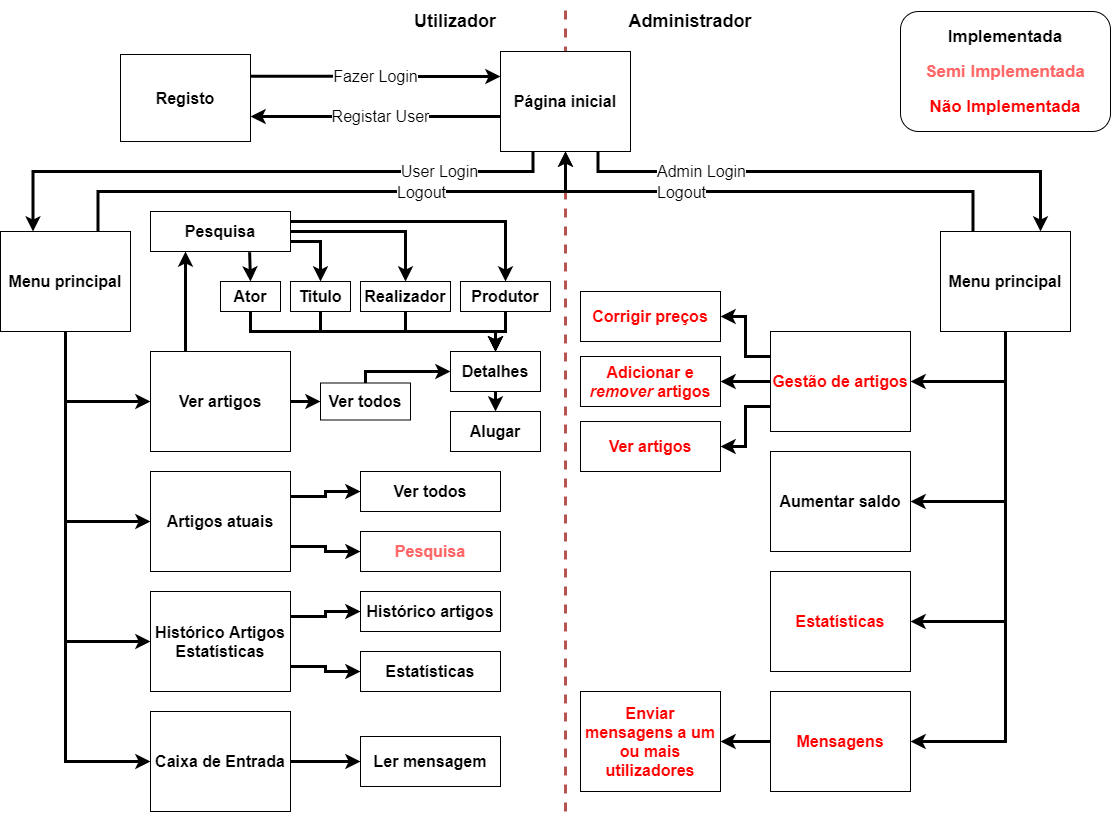 Utilizador
Administrador
Implementada
Semi Implementada
Não Implementada
Registo
Fazer Login
Registar User
Página inicial
User Login
Logout
Admin Login
Logout
Menu principal
Pesquisa
Ator
Titulo
Realizador
Produtor
Ver artigos
Ver todos
Detalhes
Alugar
Artigos atuais
Ver todos
Pesquisa
Histórico Artigos
Estatísticas
Histórico artigos
Estatísticas
Caixa de Entrada
Ler mensagem
Menu principal
Corrigir preços
Adicionar e
remover artigos
Ver artigos
Gestão de artigos
Aumentar saldo
Estatísticas
Mensagens
Enviar
mensagens a um
ou mais
utilizadores